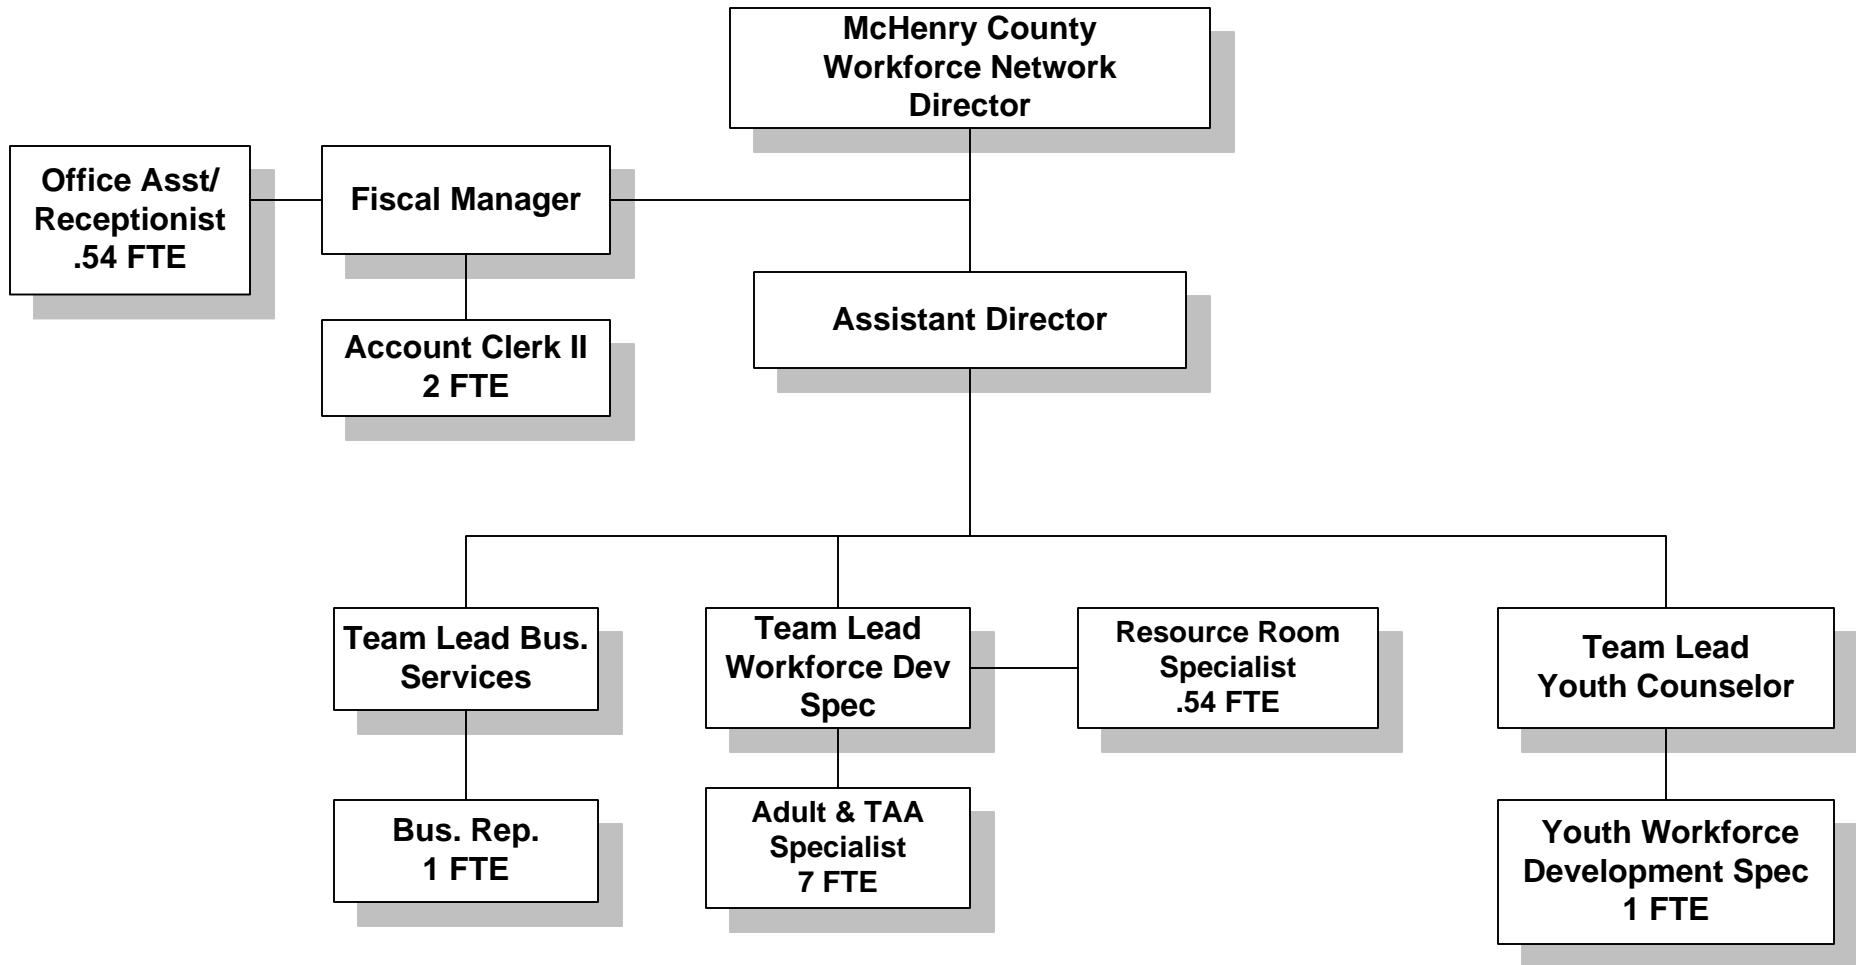 McHenry County
Workforce Network
Director
Office Asst/
Receptionist
.54 FTE
Fiscal Manager
Account Clerk II
2 FTE
Assistant Director
Team Lead Bus.
Services
Team Lead
Workforce Dev
Spec
Resource Room
Specialist
.54 FTE
Team Lead
Youth Counselor
Bus. Rep.
1 FTE
Adult & TAA
Specialist
7 FTE
Youth Workforce
Development Spec
1 FTE